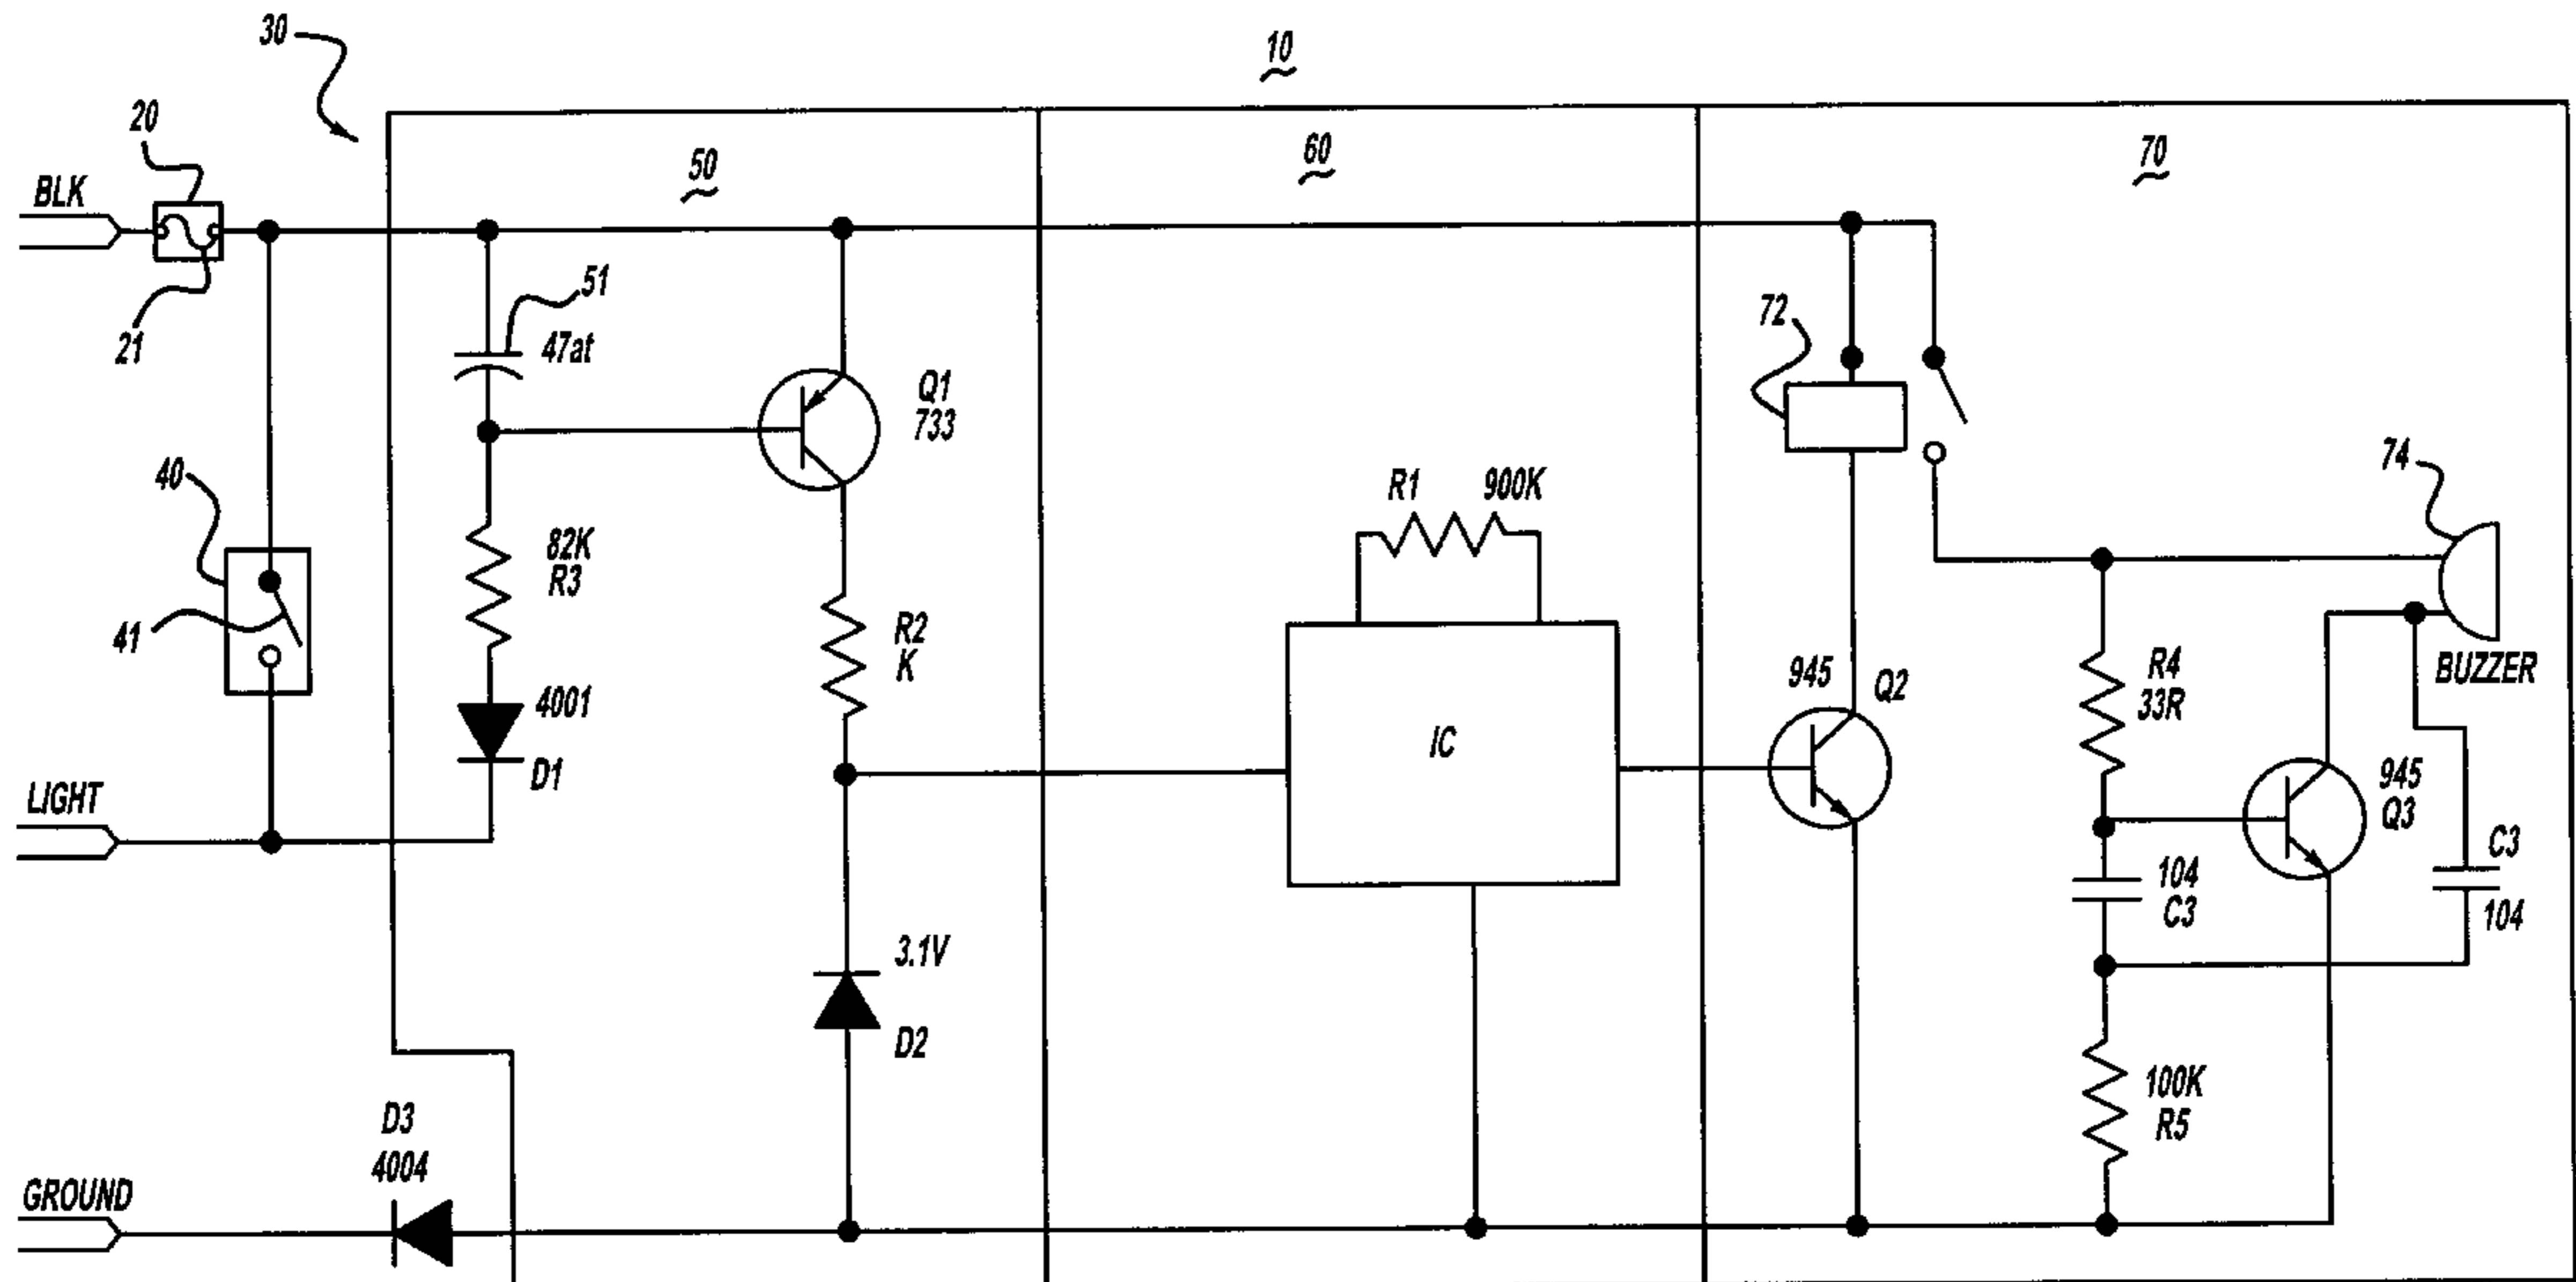 30
10
20
50
60
70
BLK
51
47at
21
72
Q1
733
40
R1 900K
74
82K
R3
R2
K
41
945 Q2
R4
33R
BUZZER
4001
D1
IC
LIGHT
945
Q3
104
C3
C3
104
3.1V
D2
D3
4004
100K
R5
GROUND